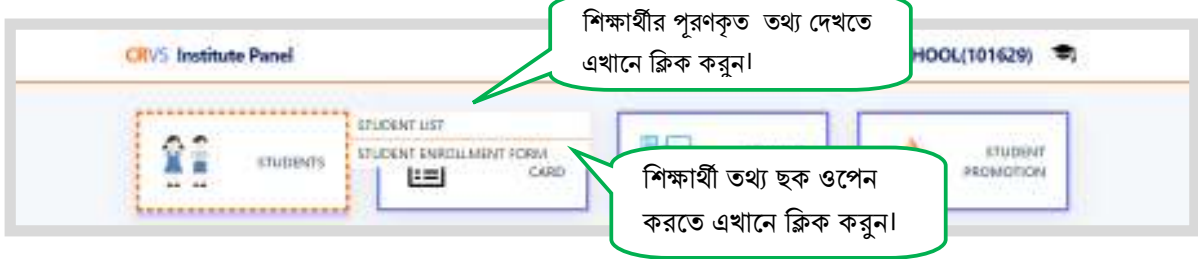 শিক্ষার্থীর পূরণকৃত তথ্য দেখতে
এখানে ক্লিক করুন।
CRVS Institute Panel
HOOL(101629)
STUDENTS
STUDENT LIST
STUDENT ENROLLMENT FORM
CARD
শিক্ষার্থী তথ্য ছক ওপেন
করতে এখানে ক্লিক করুন।
STUDENT
PROMOTION